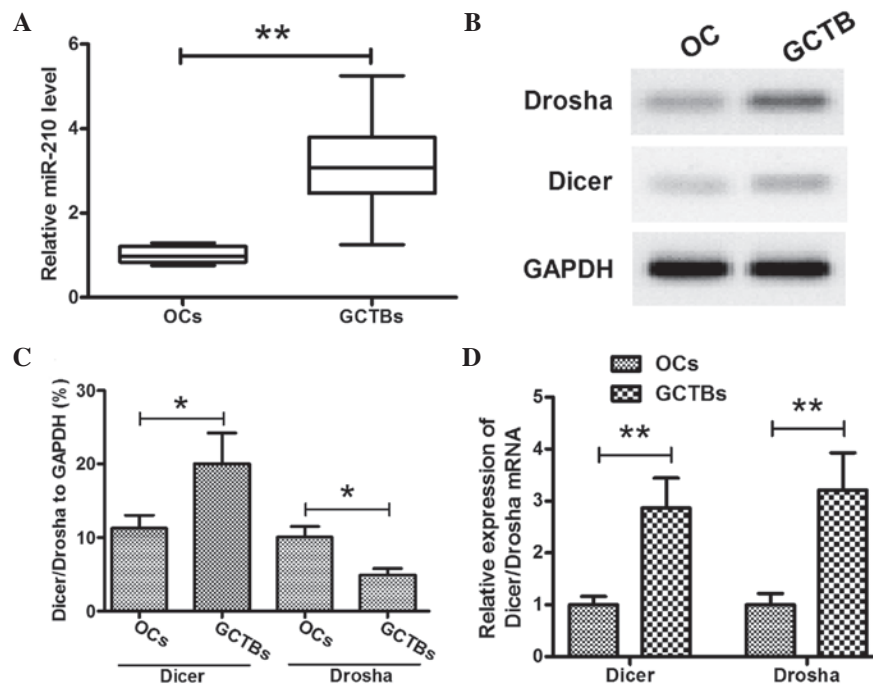 A
Relative miR-210 level
6
4
2
0
**
OCs
GCTBs
B
OC
GCTB
Drosha
Dicer
GAPDH
C
Dicer/Drosha to GAPDH (%)
30
20
10
0
*
*
OCs
GCTBs
OCs
GCTBs
Dicer
Drosha
D
OCs
GCTBs
Relative expression of
Dicer/Drosha mRNA
5
4
3
2
1
0
**
**
Dicer
Drosha